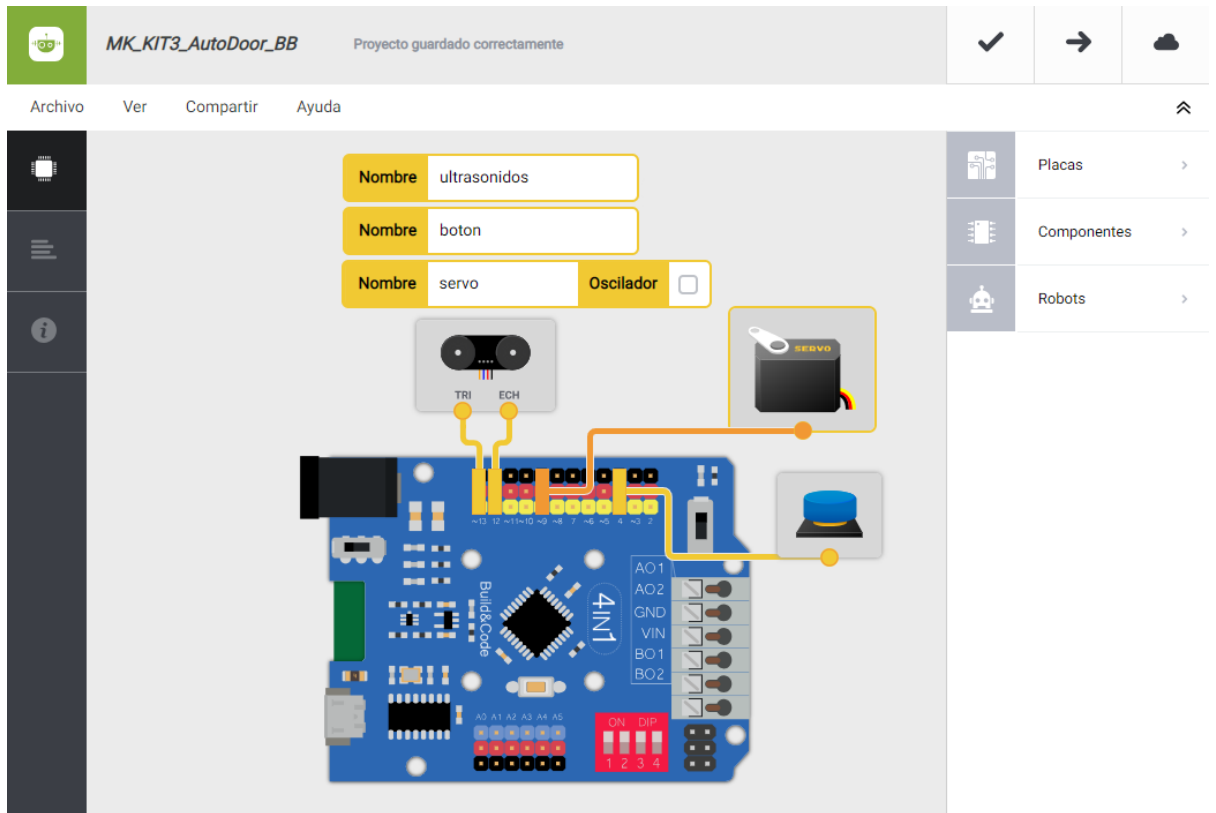 MK_KIT3_AutoDoor_BB
Proyecto guardado correctamente
Archivo Ver Compartir Ayuda
Nombre ultrasonidos
Nombre boton
Nombre servo Oscilador
Placas
Componentes
Robots
SERVO
TRI ECH
~13 12 ~11 ~10 ~9 ~8 7 ~6 ~5 4 ~3 2
AO1
AO2
GND
VIN
BO1
BO2
Build&Code
4IN1
A0 A1 A2 A3 A4 A5
ON DIP
1 2 3 4